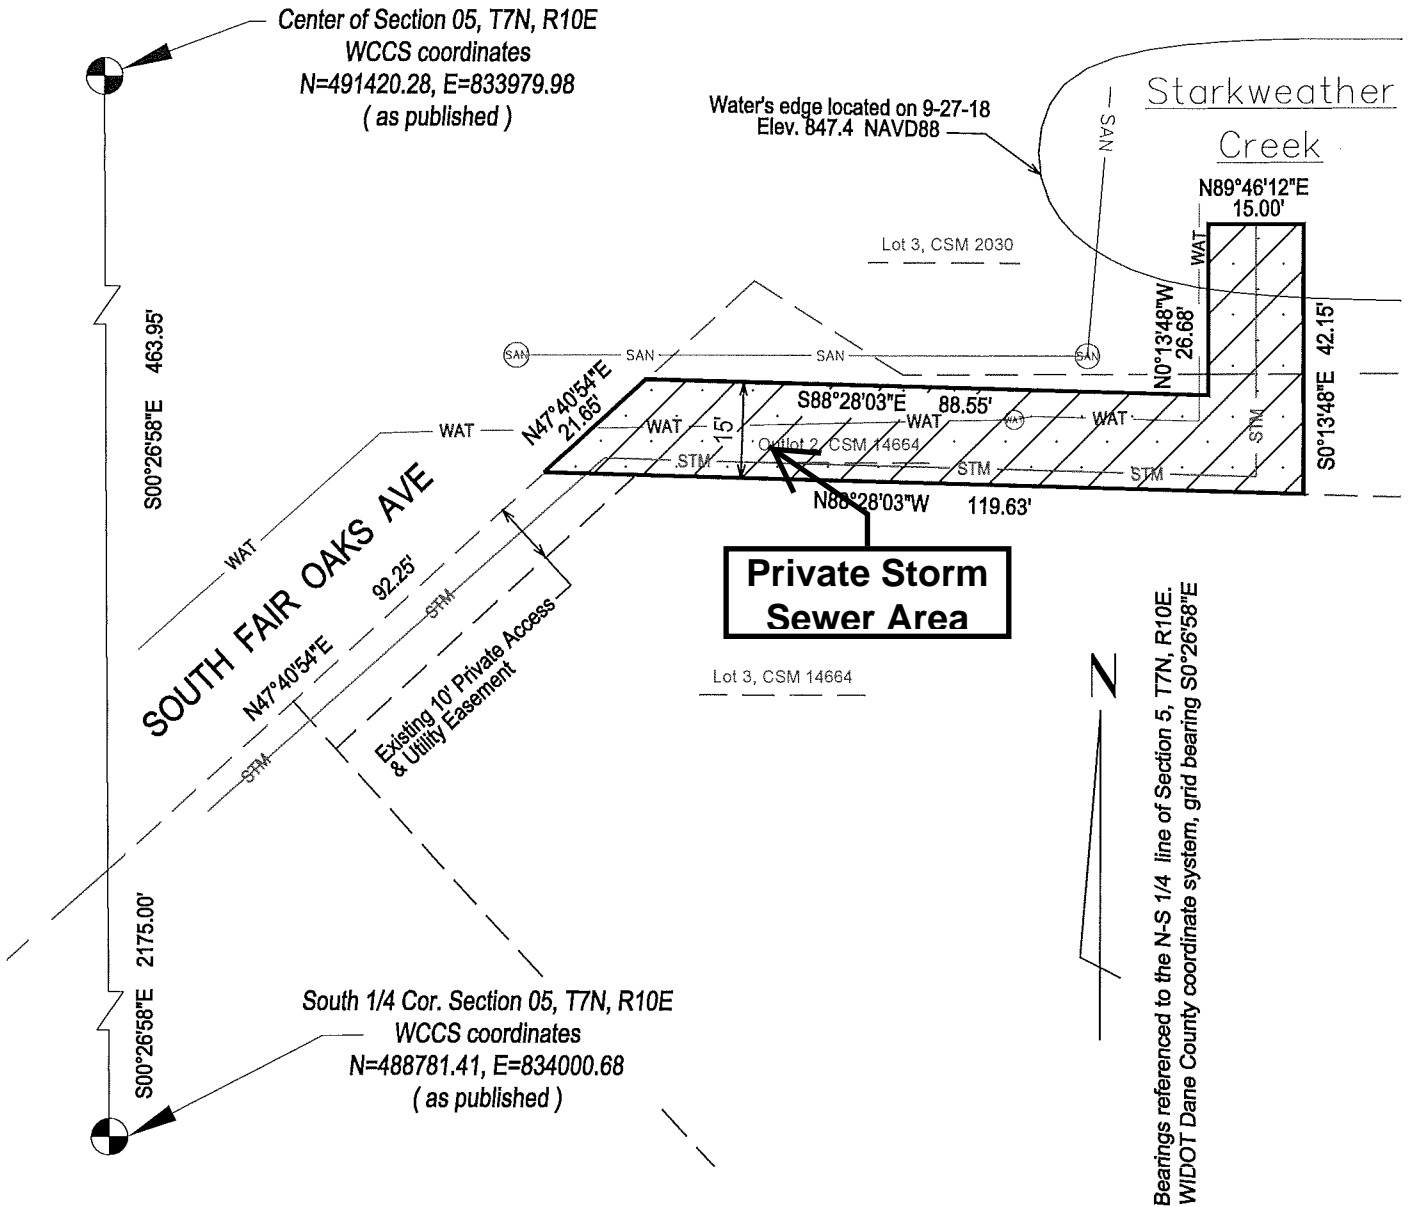 Center of Section 05, T7N, R10E
WCCS coordinates
N=491420.28, E=833979.98
( as published )
Water's edge located on 9-27-18
Elev. 847.4 NAVD88
Starkweather
Creek
SAN
N89°46'12"E
15.00'
Lot 3, CSM 2030
WAT
N0°13'48"W
26.68'
S0°13'48"E 42.15'
S00°26'58"E 463.95'
SAN
SAN
SAN
SAN
N47°40'54"E
21.65'
S88°28'03"E 88.55'
WAT
WAT
WAT
WAT
WAT
15'
Outlot 2, CSM 14664
STM
STM
STM
STM
N88°28'03"W 119.63'
WAT
SOUTH FAIR OAKS AVE
92.25'
N47°40'54"E
STM
STM
Existing 10' Private Access
& Utility Easement
Private Storm
Sewer Area
Lot 3, CSM 14664
N
Bearings referenced to the N-S 1/4 line of Section 5, T7N, R10E.
WIDOT Dane County coordinate system, grid bearing S0°26'58"E
S00°26'58"E 2175.00'
South 1/4 Cor. Section 05, T7N, R10E
WCCS coordinates
N=488781.41, E=834000.68
( as published )